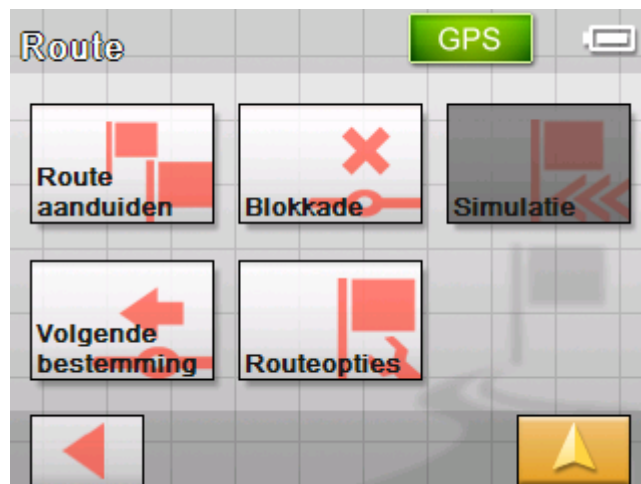 Route
GPS
Route
aanduiden
Blokkade
Simulatie
Volgende
bestemming
Routeopties